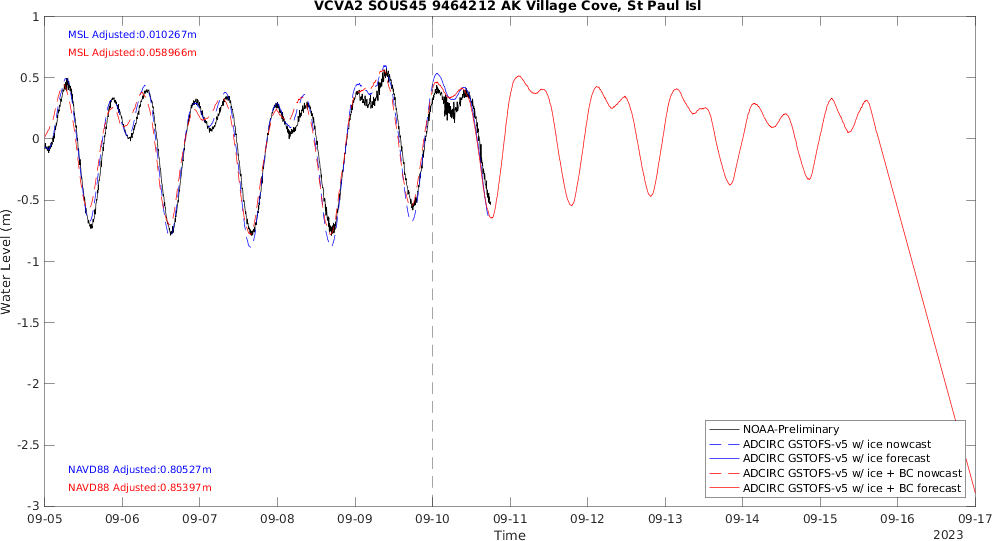 VCVA2 SOUS45 9464212 AK Village Cove, St Paul Isl
1
MSL Adjusted:0.010267m
MSL Adjusted:0.058966m
0.5
0
-0.5
-1
-1.5
-2
-2.5
-3
Water Level (m)
NAVD88 Adjusted:0.80527m
NAVD88 Adjusted:0.85397m
NOAA-Preliminary
ADCIRC GSTOFS-v5 w/ ice nowcast
ADCIRC GSTOFS-v5 w/ ice forecast
ADCIRC GSTOFS-v5 w/ ice + BC nowcast
ADCIRC GSTOFS-v5 w/ ice + BC forecast
09-05 09-06 09-07 09-08 09-09 09-10 09-11 09-12 09-13 09-14 09-15 09-16 09-17
Time
2023